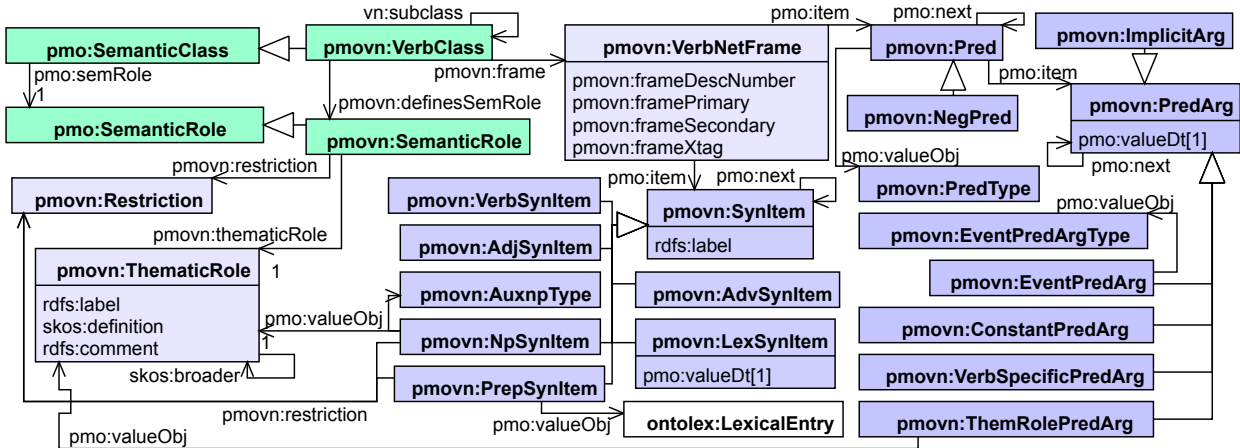 vn:subclass
pmo:item
pmo:next
pmo:SemanticClass
pmovn:VerbClass
pmovn:VerbNetFrame
pmovn:Pred
pmovn:ImplicitArg
pmo:semRole
1
pmovn:frame
pmo:item
pmovn:frameDescNumber
pmovn:framePrimary
pmovn:frameSecondary
pmovn:frameXtag
pmovn:definesSemRole
pmovn:NegPred
pmovn:PredArg
pmo:valueDt[1]
pmo:next
pmo:SemanticRole
pmovn:SemanticRole
pmovn:restriction
pmo:valueObj
pmo:item
pmo:next
pmovn:PredType
pmovn:Restriction
pmovn:VerbSynItem
pmovn:SynItem
rdfs:label
pmo:valueObj
pmovn:EventPredArgType
pmovn:thematicRole
1
pmovn:AdjSynItem
pmovn:ThematicRole
rdfs:label
skos:definition
rdfs:comment
pmovn:EventPredArg
pmovn:AuxnpType
pmovn:AdvSynItem
pmo:valueObj
1
pmovn:ConstantPredArg
pmovn:NpSynItem
pmovn:LexSynItem
pmo:valueDt[1]
skos:broader
pmovn:PrepSynItem
pmovn:VerbSpecificPredArg
pmovn:restriction
pmo:valueObj
ontolex:LexicalEntry
pmovn:ThemRolePredArg
pmo:valueObj